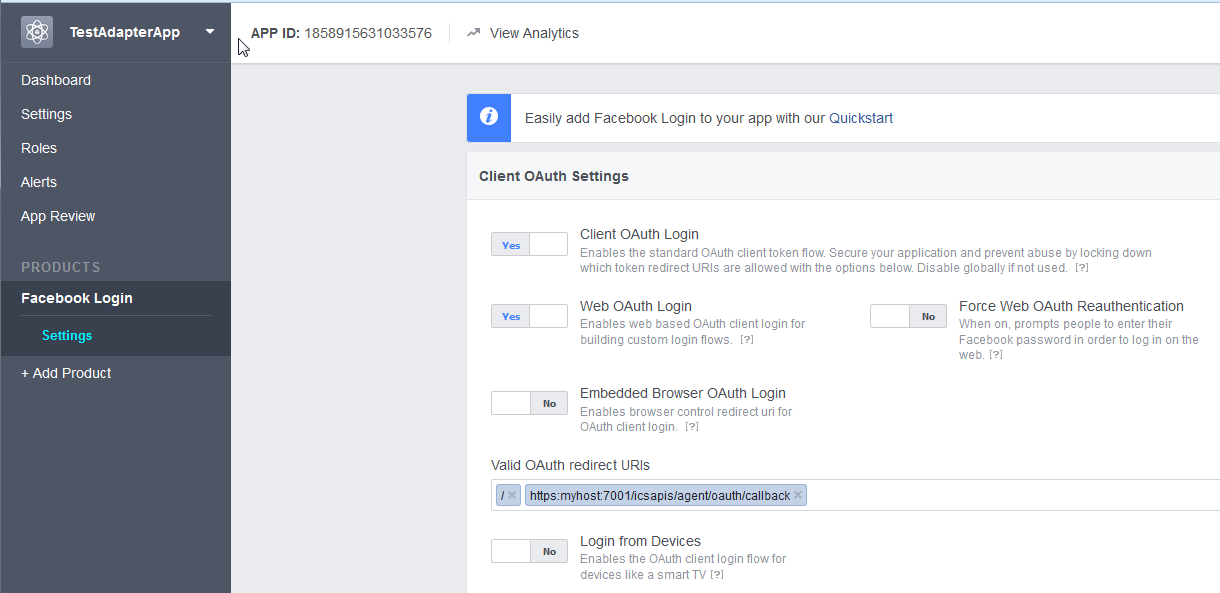 TestAdapterApp
APP ID: 1858915631033576
View Analytics
Dashboard
Settings
Roles
Alerts
App Review
PRODUCTS
Facebook Login
Settings
+ Add Product
i
Easily add Facebook Login to your app with our Quickstart
Client OAuth Settings
Yes
Client OAuth Login
Enables the standard OAuth client token flow. Secure your application and prevent abuse by locking down
which token redirect URIs are allowed with the options below. Disable globally if not used. [?]
Yes
Web OAuth Login
Enables web based OAuth client login for
building custom login flows. [?]
No
Force Web OAuth Reauthentication
When on, prompts people to enter their
Facebook password in order to log in on the
web. [?]
No
Embedded Browser OAuth Login
Enables browser control redirect uri for
OAuth client login. [?]
Valid OAuth redirect URIs
/ × https:myhost:7001/icsapis/agent/oauth/callback ×
No
Login from Devices
Enables the OAuth client login flow for
devices like a smart TV [?]